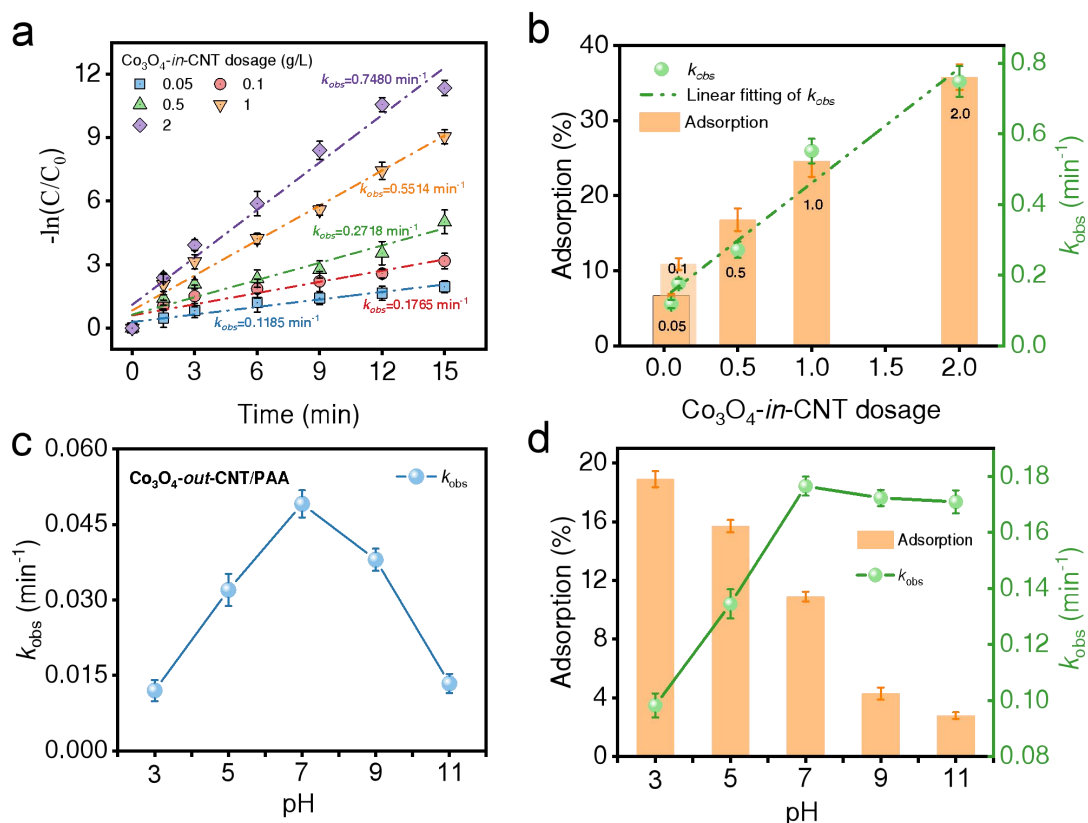 a
Co₃O₄-in-CNT dosage (g/L)
0.05 0.1
0.5 1
2
kobs=0.7480 min⁻¹
kobs=0.5514 min⁻¹
kobs=0.2718 min⁻¹
kobs=0.1765 min⁻¹
kobs=0.1185 min⁻¹
-ln(C/C₀)
12
9
6
3
0
0 3 6 9 12 15
Time (min)
b
kobs
Linear fitting of kobs
Adsorption
Adsorption (%)
40
30
20
10
0
0.05
0.1
0.5
1.0
2.0
0.8
0.6
0.4
0.2
0.0
kobs (min⁻¹)
0.0 0.5 1.0 1.5 2.0
Co₃O₄-in-CNT dosage
c
Co₃O₄-out-CNT/PAA
kobs
kobs (min⁻¹)
0.060
0.045
0.030
0.015
0.000
3 5 7 9 11
pH
d
Adsorption
kobs
Adsorption (%)
20
16
12
8
4
0
0.18
0.16
0.14
0.12
0.10
0.08
kobs (min⁻¹)
3 5 7 9 11
pH